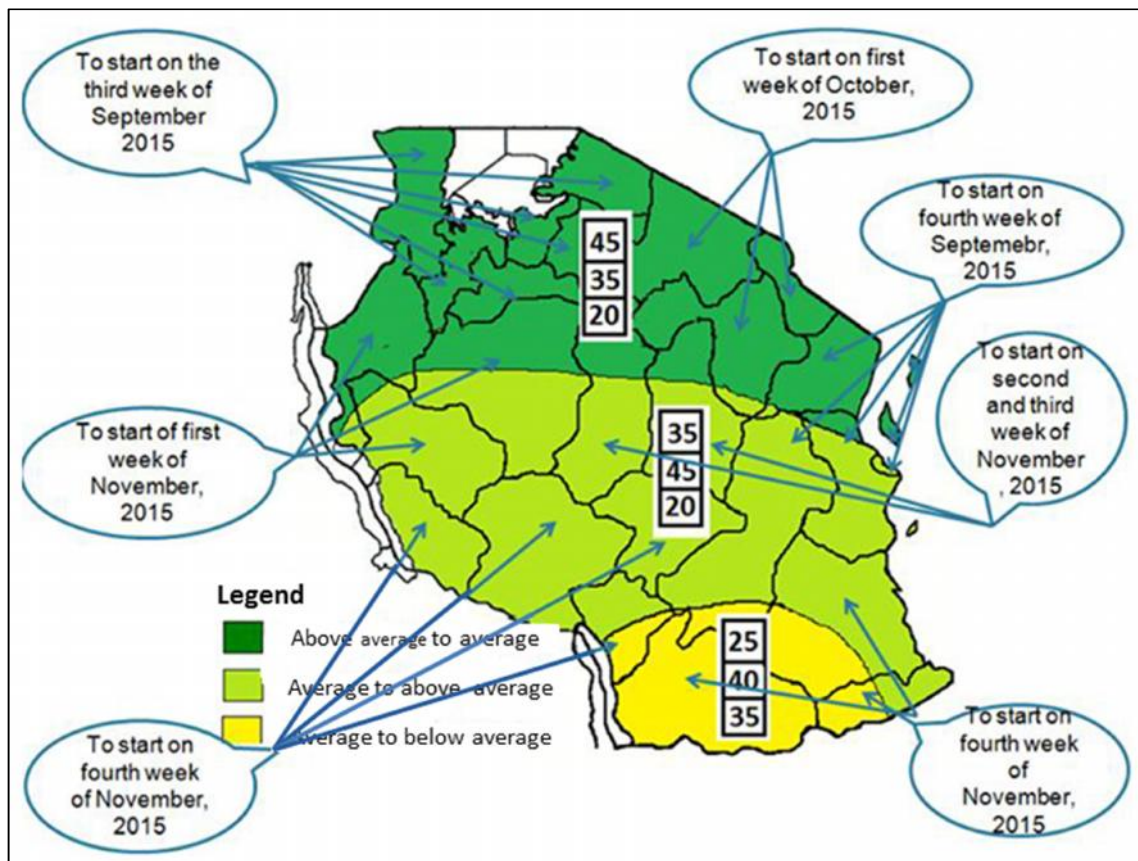 To start on the
third week of
September
2015
To start on first
week of October,
2015
To start on
fourth week of
Septemebr,
2015
45
35
20
To start on
second
and third
week of
November
, 2015
35
45
20
To start of first
week of
November,
2015
Legend
Above average to average
Average to above average
Average to below average
25
40
35
To start on
fourth week
of November,
2015
To start on
fourth week
of
November,
2015